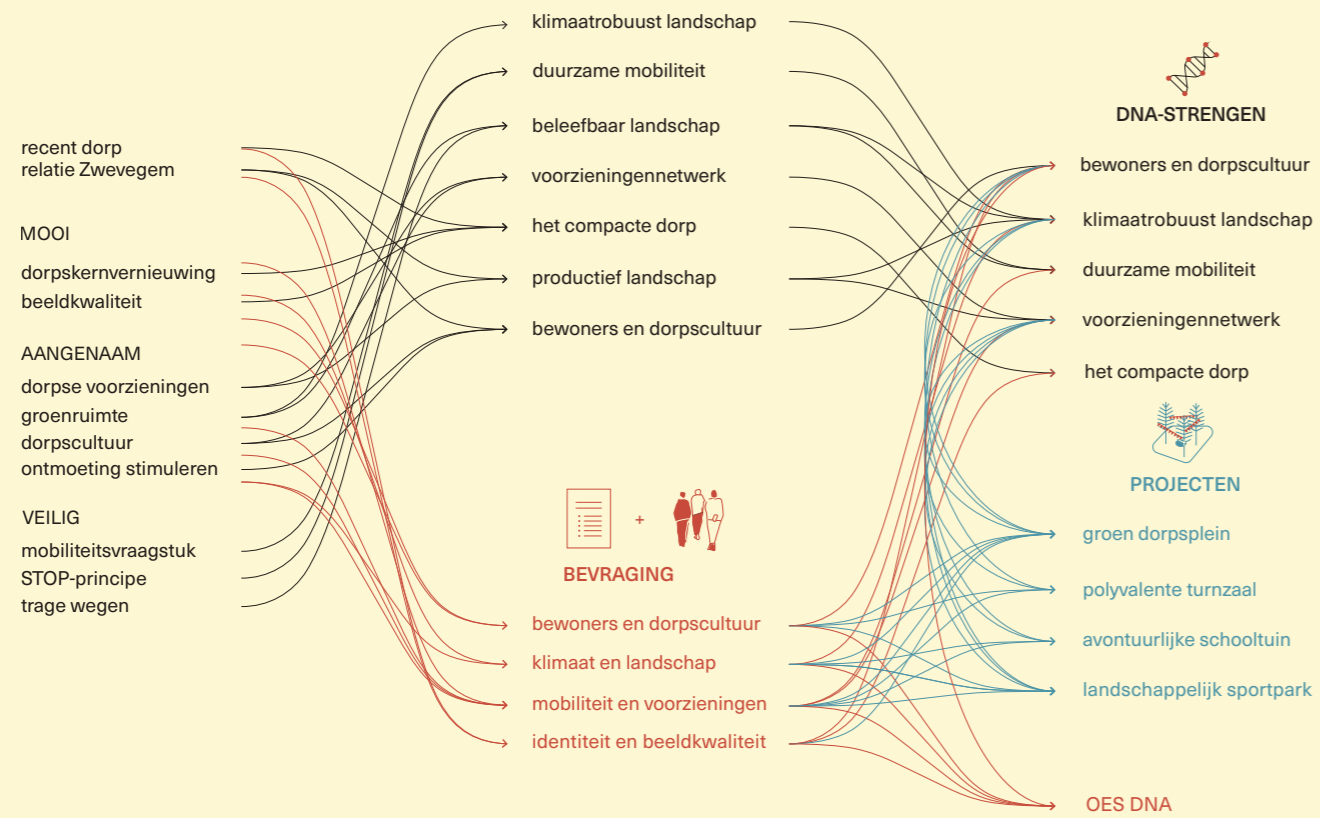 recent dorp
relatie Zwevegem
MOOI
dorpskernvernieuwing
beeldkwaliteit
AANGENAAM
dorpse voorzieningen
groenruimte
dorpscultuur
ontmoeting stimuleren
VEILIG
mobiliteitsvraagstuk
STOP-principe
trage wegen
klimaatrobuust landschap
duurzame mobiliteit
beleefbaar landschap
voorzieningennetwerk
het compacte dorp
productief landschap
bewoners en dorpscultuur
+
BEVRAGING
bewoners en dorpscultuur
klimaat en landschap
mobiliteit en voorzieningen
identiteit en beeldkwaliteit
DNA-STRENGEN
bewoners en dorpscultuur
klimaatrobuust landschap
duurzame mobiliteit
voorzieningennetwerk
het compacte dorp
PROJECTEN
groen dorpsplein
polyvalente turnzaal
avontuurlijke schooltuin
landschappelijk sportpark
OES DNA